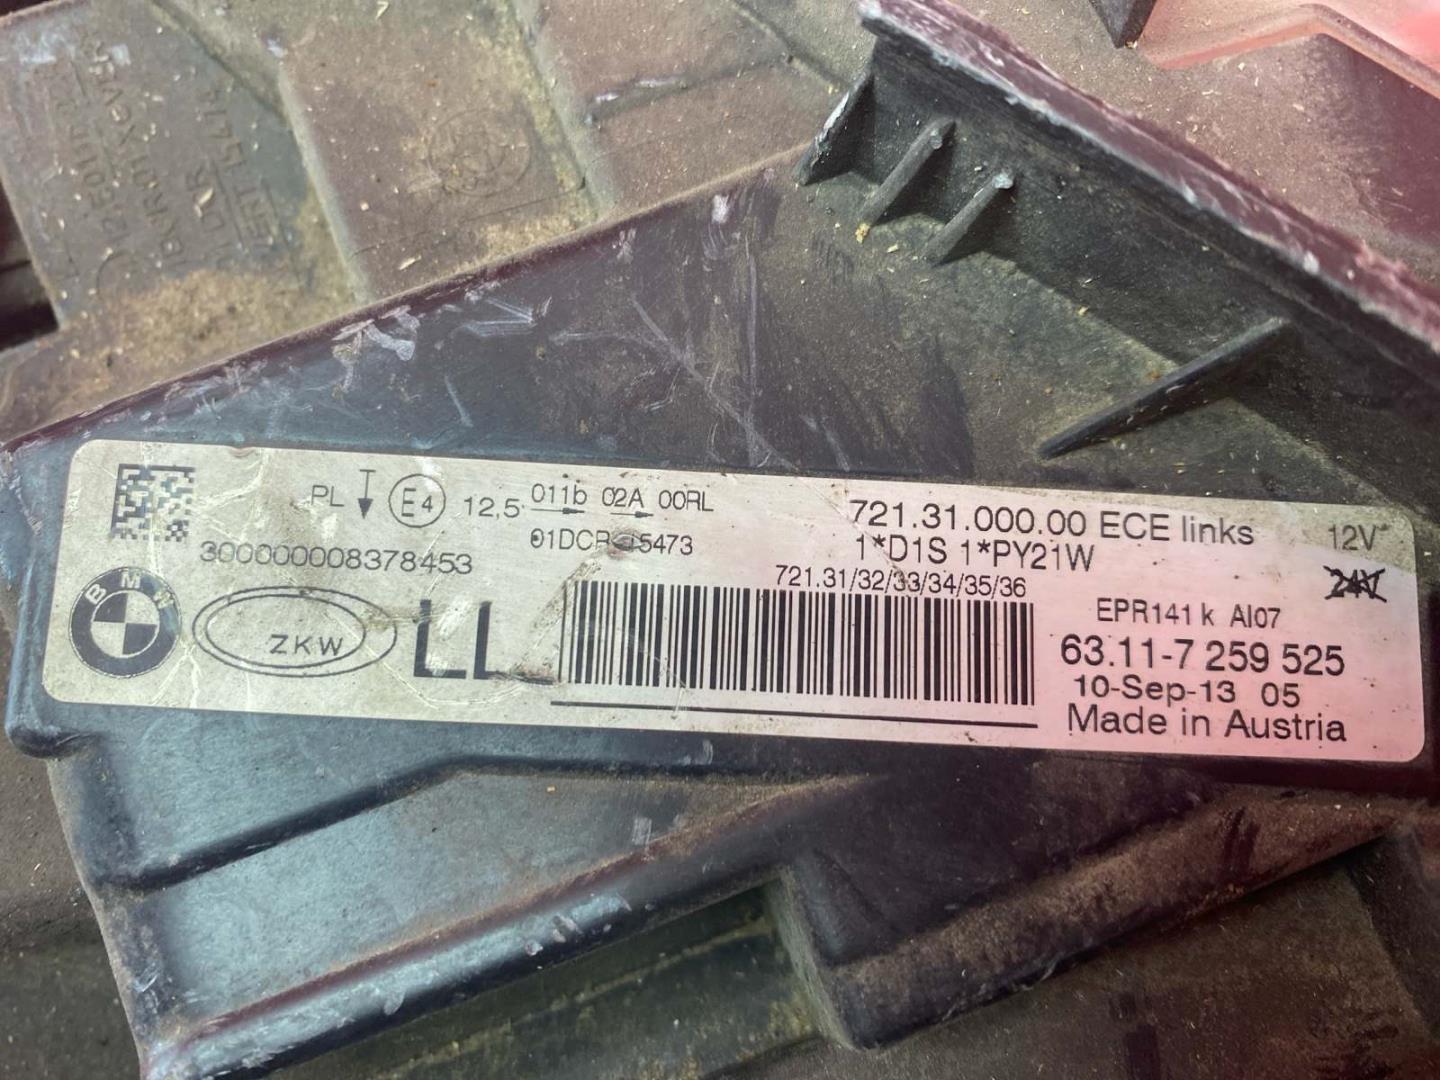 PL E4 12,5 011b 02A 00RL
01DCR 15473
300000008378453
BMW
ZKW
LL
721.31.000.00 ECE links 12V
1*D1S 1*PY21W
24V
721.31/32/33/34/35/36
EPR141 k AI07
63.11-7 259 525
10-Sep-13 05
Made in Austria